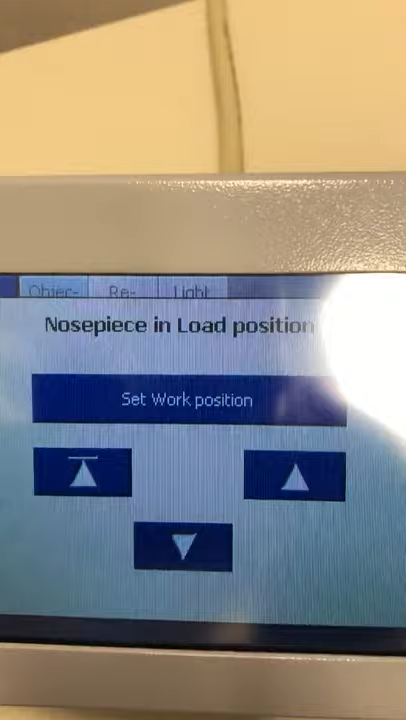 Objec- Re- Light
Nosepiece in Load position
Set Work position